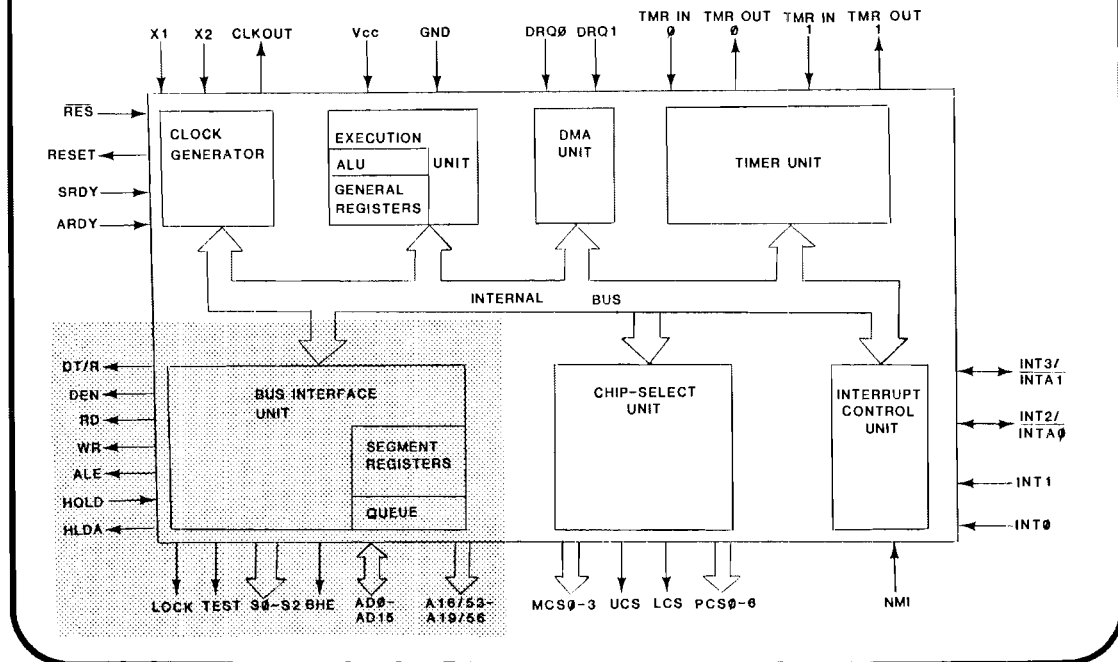 X1 X2 CLKOUT Vcc GND DRQØ DRQ1 TMR IN Ø TMR OUT Ø TMR IN 1 TMR OUT 1
RES
RESET
SRDY
ARDY
CLOCK
GENERATOR
EXECUTION
UNIT
ALU
GENERAL
REGISTERS
DMA
UNIT
TIMER UNIT
INTERNAL BUS
DT/R
DEN
RD
WR
ALE
HOLD
HLDA
BUS INTERFACE
UNIT
SEGMENT
REGISTERS
QUEUE
CHIP-SELECT
UNIT
INTERRUPT
CONTROL
UNIT
INT3/
INTA1
INT2/
INTAØ
INT1
INTØ
LOCK TEST SØ-S2 BHE
ADØ-
AD15
A16/53-
A19/56
MCSØ-3 UCS LCS PCSØ-6
NMI